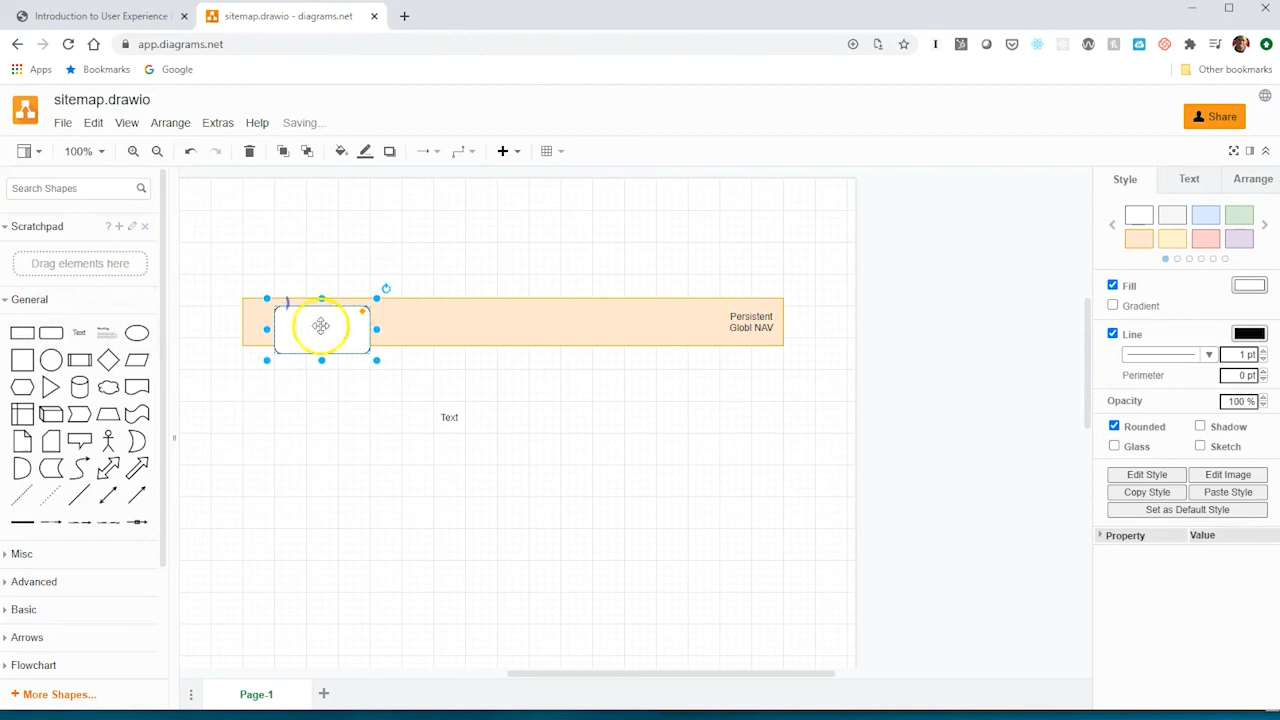 Introduction to User Experience
sitemap.drawio - diagrams.net
app.diagrams.net
Apps
Bookmarks
Google
Other bookmarks
sitemap.drawio
File
Edit
View
Arrange
Extras
Help
Saving...
Share
100%
Search Shapes
Scratchpad
?
Drag elements here
General
Text
Heading
Misc
Advanced
Basic
Arrows
Flowchart
+ More Shapes...
Persistent
Globl NAV
Text
Page-1
Style
Text
Arrange
Fill
Gradient
Line
1 pt
Perimeter
0 pt
Opacity
100 %
Rounded
Shadow
Glass
Sketch
Edit Style
Edit Image
Copy Style
Paste Style
Set as Default Style
Property
Value